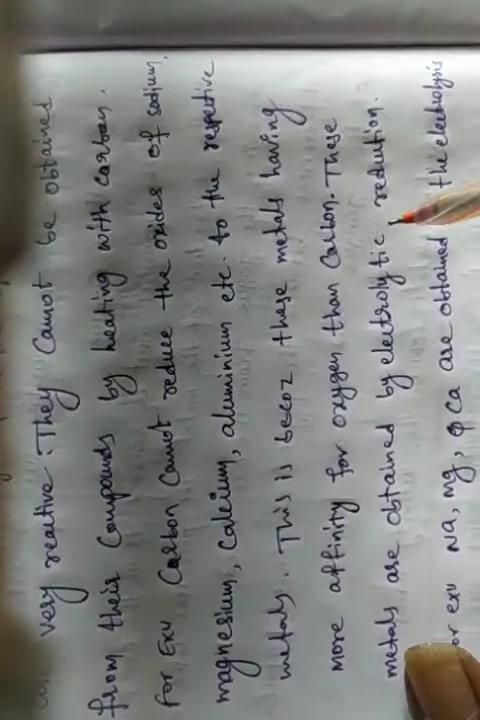 very reactive. They Cannot be obtained
from their Compounds by heating with carbon.
For Ex:- Carbon Cannot reduce the oxides of sodium,
magnesium, calcium, aluminium etc. to the respective
metals. This is becoz these metals having
more affinity for oxygen than Carbon. These
metals are obtained by electrolytic redution.
or ex:- Na, Mg, Ca are obtained the electrolysis